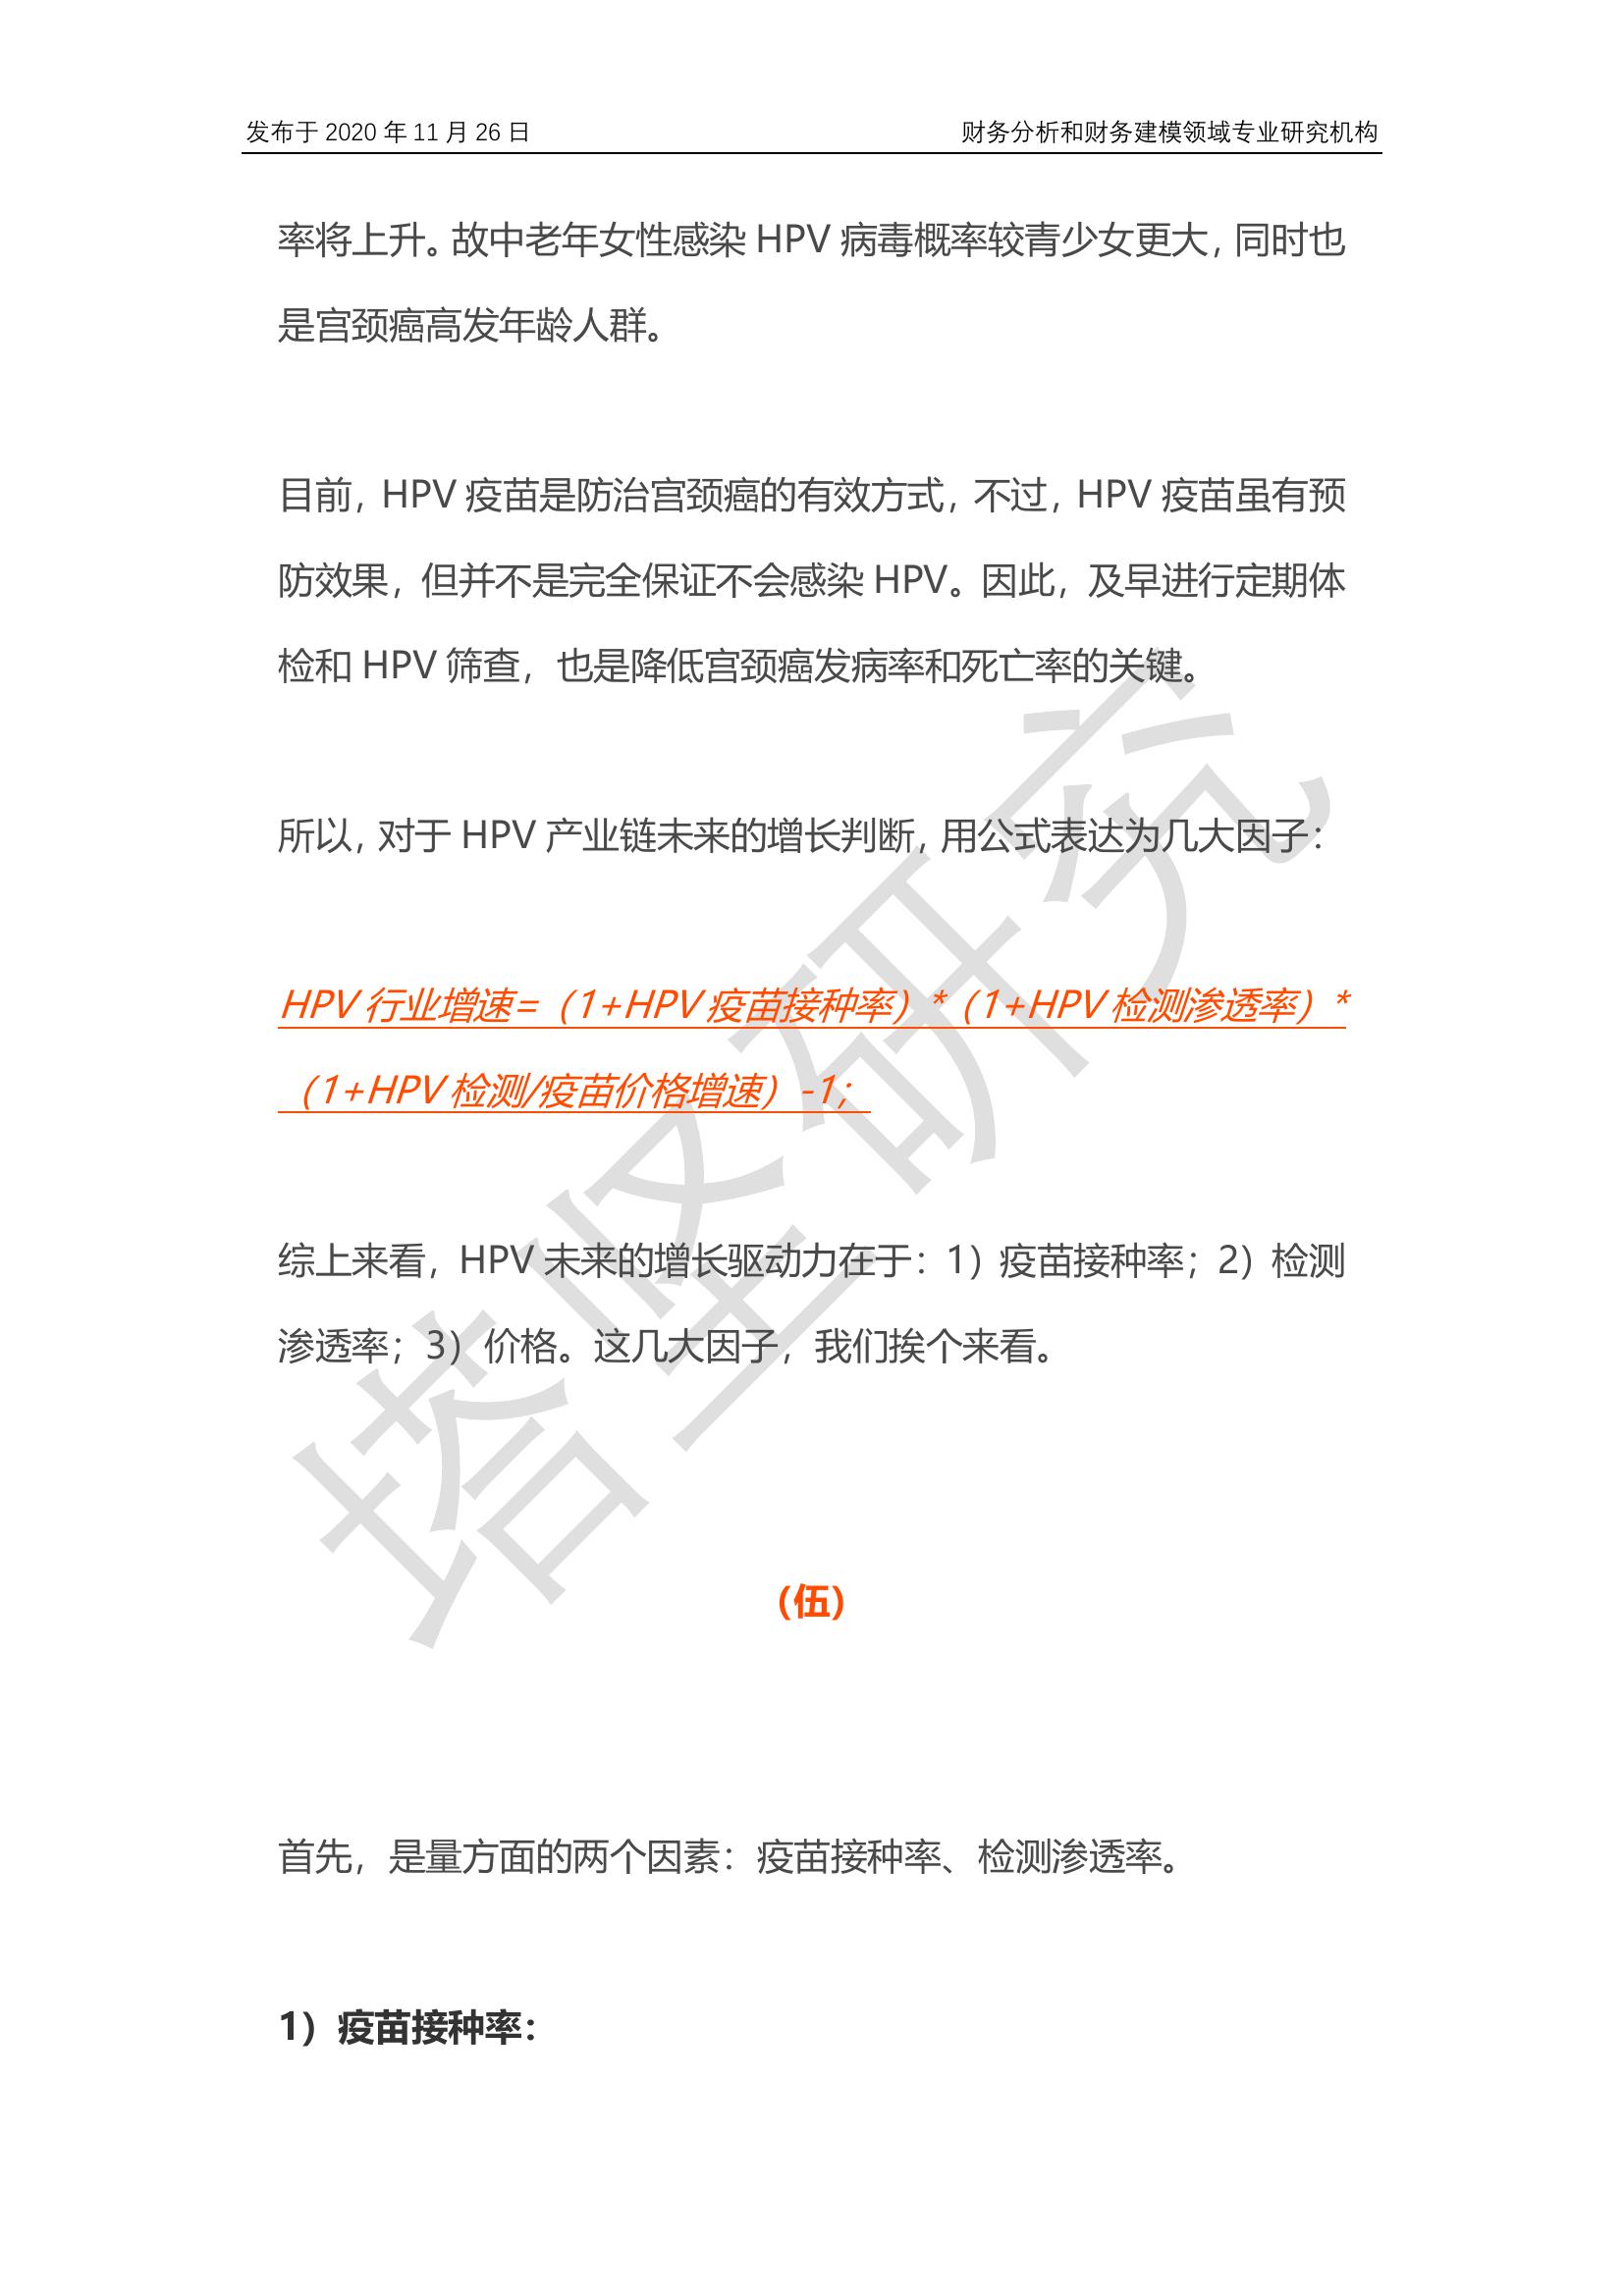 发布于 2020 年 11 月 26 日
财务分析和财务建模领域专业研究机构
率将上升。故中老年女性感染 HPV 病毒概率较青少女更大，同时也
是宫颈癌高发年龄人群。
目前，HPV 疫苗是防治宫颈癌的有效方式，不过，HPV 疫苗虽有预
防效果，但并不是完全保证不会感染 HPV。因此，及早进行定期体
检和 HPV 筛查，也是降低宫颈癌发病率和死亡率的关键。
所以，对于 HPV 产业链未来的增长判断，用公式表达为几大因子：
HPV 行业增速=（1+HPV 疫苗接种率）*（1+HPV 检测渗透率）*
（1+HPV 检测/疫苗价格增速）-1；
综上来看，HPV 未来的增长驱动力在于：1）疫苗接种率；2）检测
渗透率；3）价格。这几大因子，我们挨个来看。
（伍）
首先，是量方面的两个因素：疫苗接种率、检测渗透率。
1）疫苗接种率：
塔坚研究